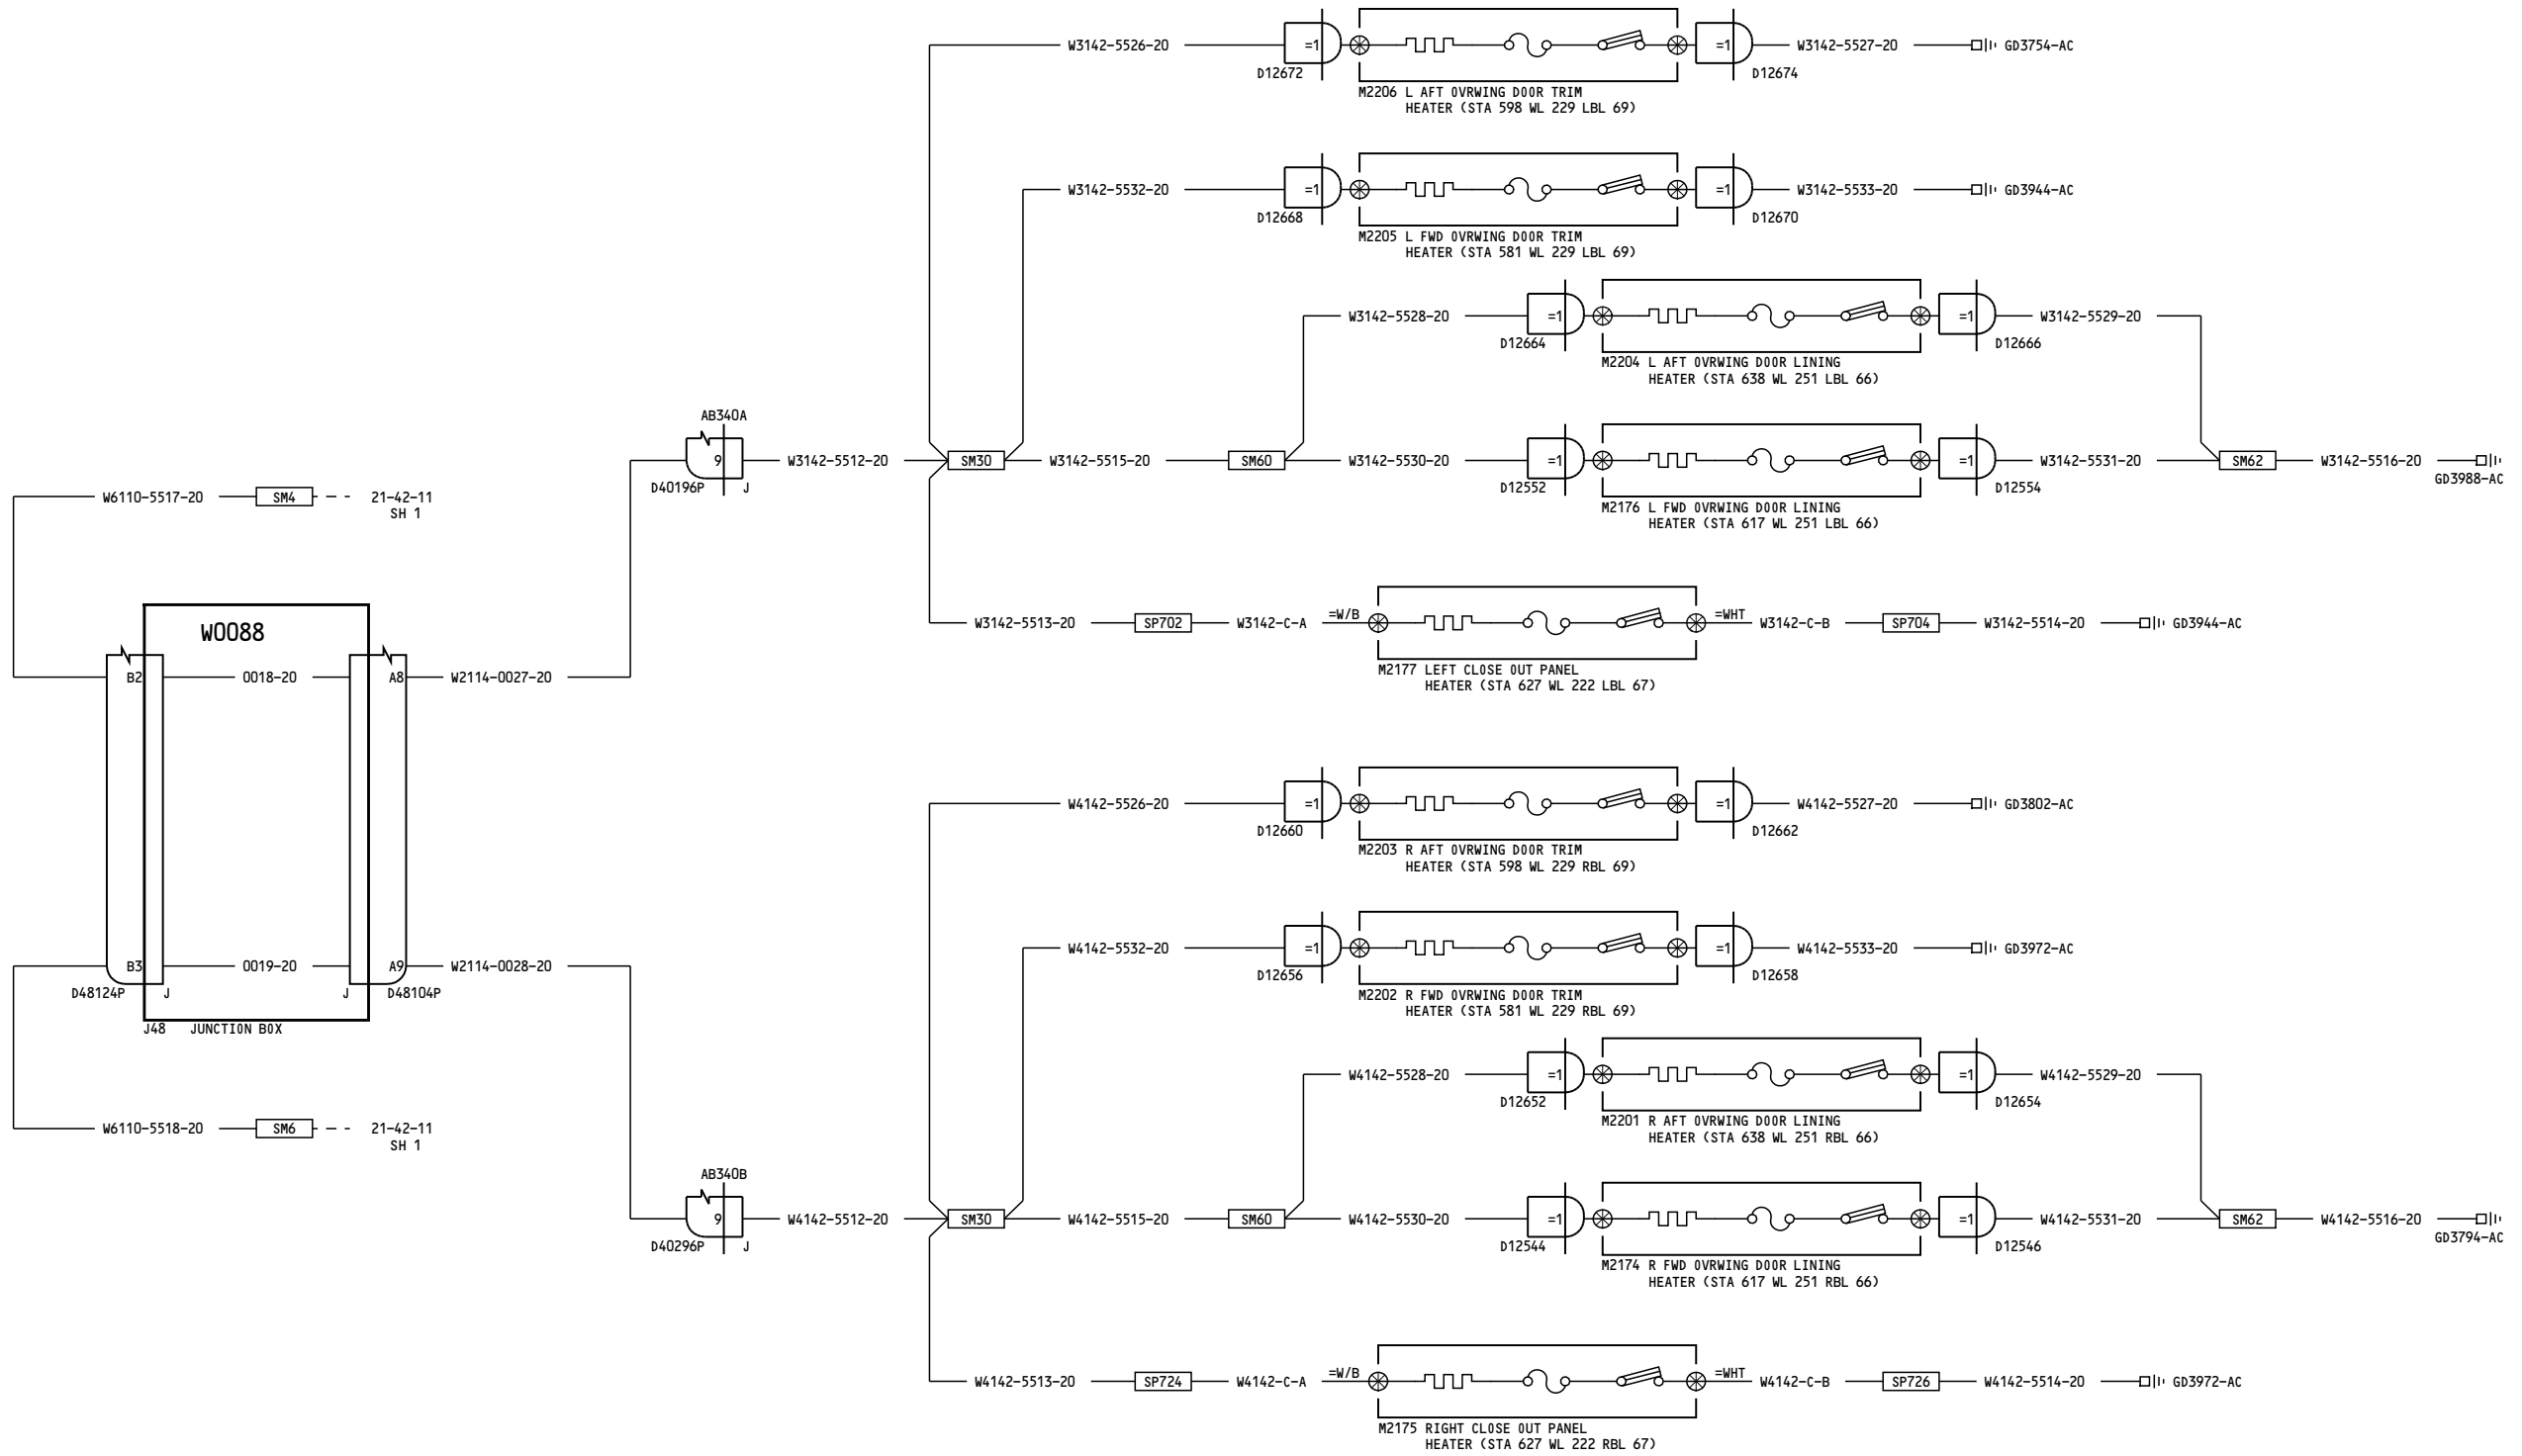 W3142-5526-20 =1 =1 W3142-5527-20 GD3754-AC
D12672 D12674
M2206 L AFT OVRWING DOOR TRIM
HEATER (STA 598 WL 229 LBL 69)
W3142-5532-20 =1 =1 W3142-5533-20 GD3944-AC
D12668 D12670
M2205 L FWD OVRWING DOOR TRIM
HEATER (STA 581 WL 229 LBL 69)
W3142-5528-20 =1 =1 W3142-5529-20
D12664 D12666
M2204 L AFT OVRWING DOOR LINING
HEATER (STA 638 WL 251 LBL 66)
AB340A
9 W3142-5512-20 SM30 W3142-5515-20 SM60 W3142-5530-20 =1 =1 W3142-5531-20 SM62 W3142-5516-20
GD3988-AC
D40196P J D12552 D12554
W6110-5517-20 SM4 21-42-11
SH 1
M2176 L FWD OVRWING DOOR LINING
HEATER (STA 617 WL 251 LBL 66)
W3142-5513-20 SP702 W3142-C-A =W/B =WHT W3142-C-B SP704 W3142-5514-20 GD3944-AC
W0088
M2177 LEFT CLOSE OUT PANEL
HEATER (STA 627 WL 222 LBL 67)
B2 0018-20 A8 W2114-0027-20
W4142-5526-20 =1 =1 W4142-5527-20 GD3802-AC
D12660 D12662
M2203 R AFT OVRWING DOOR TRIM
HEATER (STA 598 WL 229 RBL 69)
W4142-5532-20 =1 =1 W4142-5533-20 GD3972-AC
B3 0019-20 A9 W2114-0028-20
D12656 D12658
D48124P J J D48104P
M2202 R FWD OVRWING DOOR TRIM
HEATER (STA 581 WL 229 RBL 69)
J48 JUNCTION BOX
W4142-5528-20 =1 =1 W4142-5529-20
D12652 D12654
M2201 R AFT OVRWING DOOR LINING
HEATER (STA 638 WL 251 RBL 66)
W6110-5518-20 SM6 21-42-11
SH 1
AB340B
9 W4142-5512-20 SM30 W4142-5515-20 SM60 W4142-5530-20 =1 =1 W4142-5531-20 SM62 W4142-5516-20
GD3794-AC
D40296P J D12544 D12546
M2174 R FWD OVRWING DOOR LINING
HEATER (STA 617 WL 251 RBL 66)
W4142-5513-20 SP724 W4142-C-A =W/B =WHT W4142-C-B SP726 W4142-5514-20 GD3972-AC
M2175 RIGHT CLOSE OUT PANEL
HEATER (STA 627 WL 222 RBL 67)